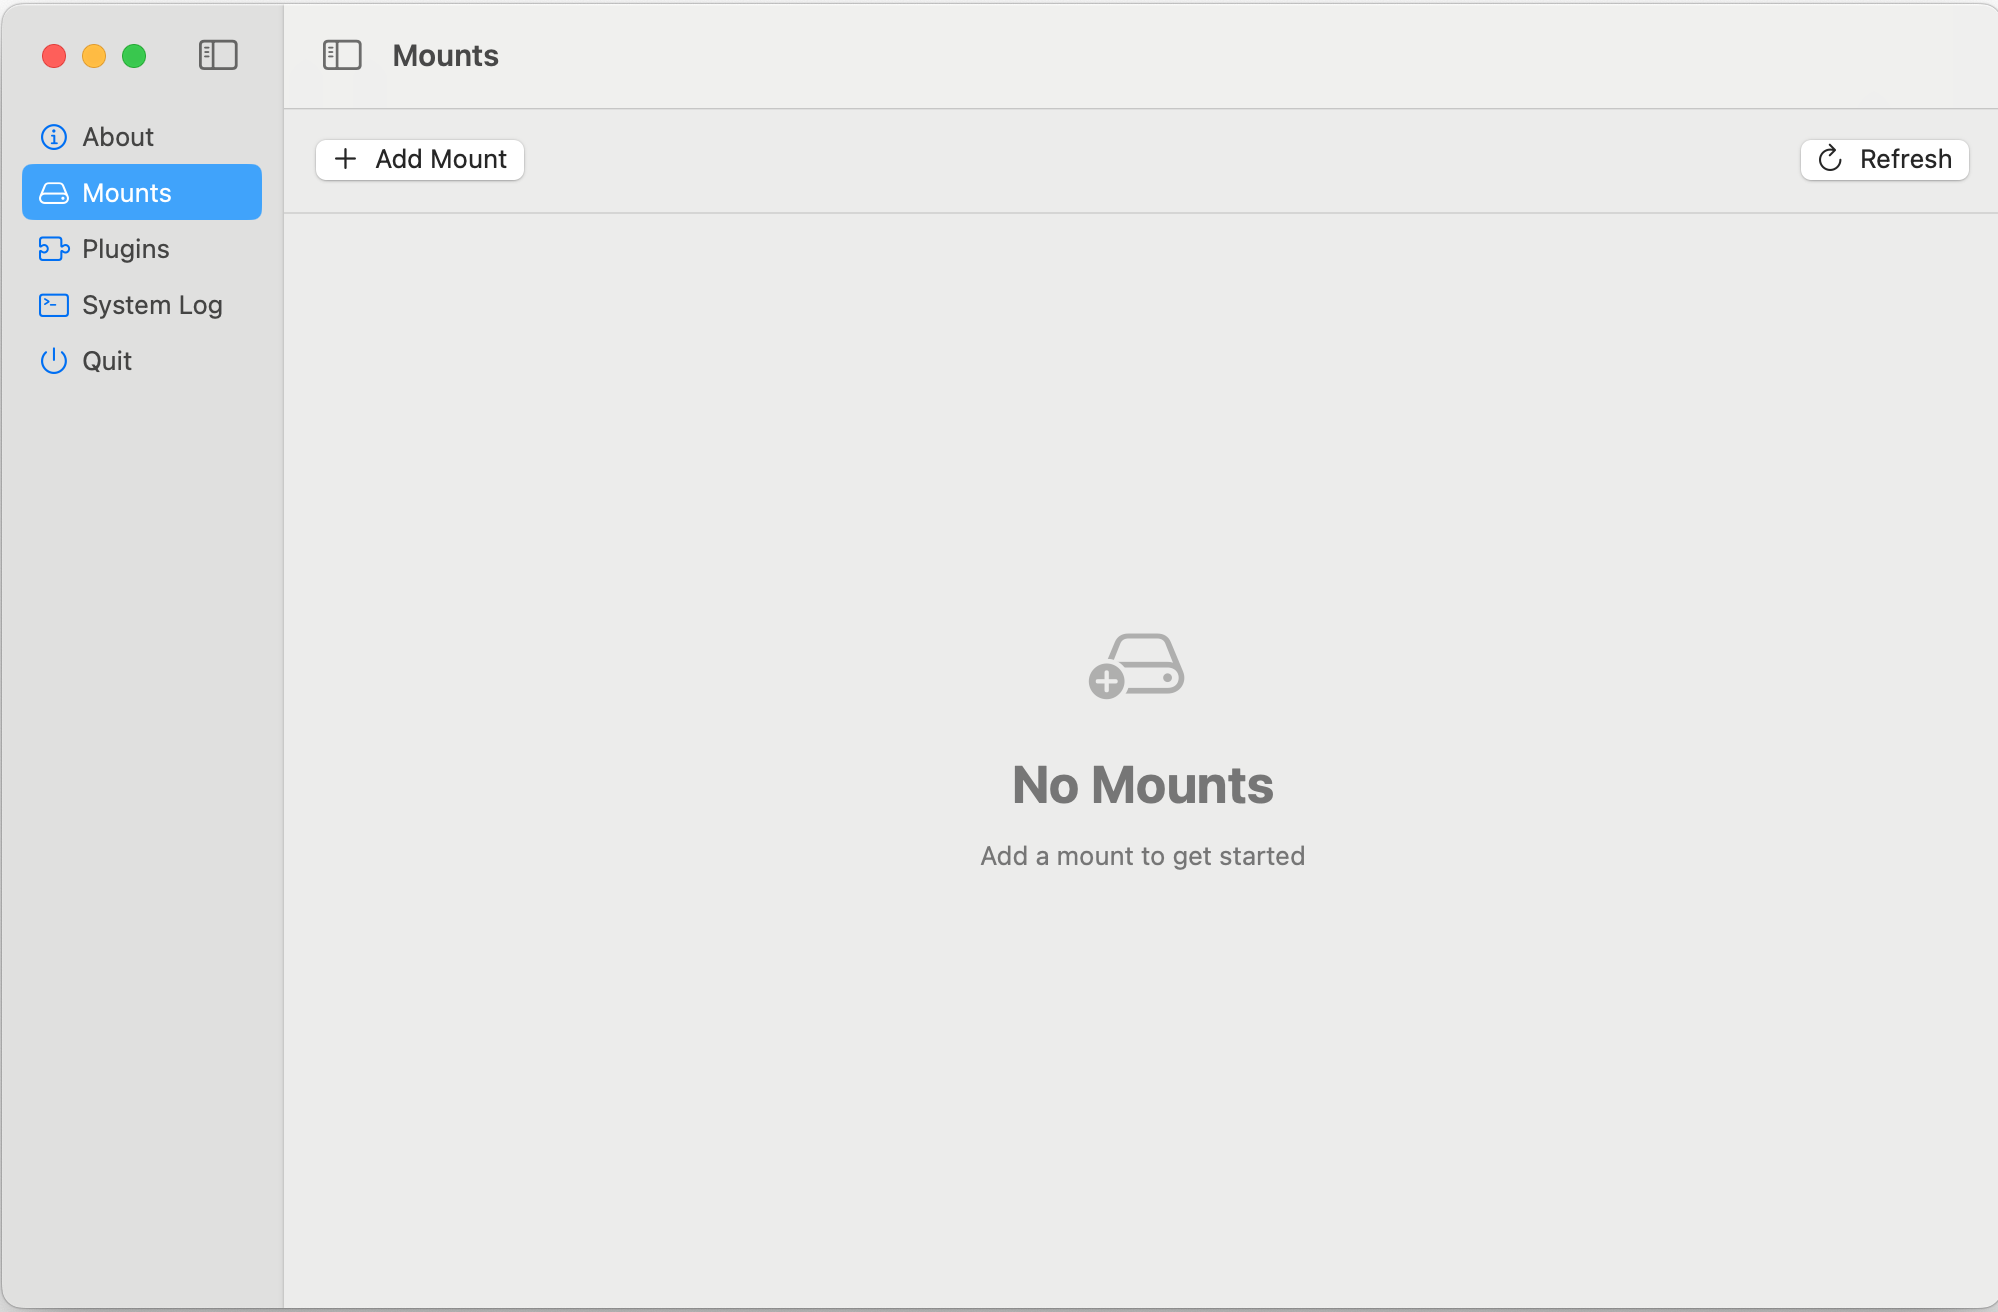 Mounts
About
Mounts
Plugins
System Log
Quit
Add Mount
Refresh
No Mounts
Add a mount to get started